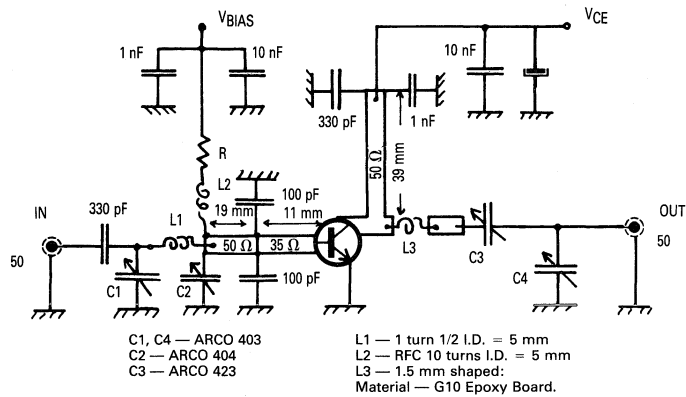 VBIAS
VCE
1 nF
10 nF
10 nF
330 pF
1 nF
R
L2
50 Ω
39 mm
100 pF
19 mm
11 mm
IN
330 pF
L1
50 Ω
35 Ω
L3
OUT
50
50
C1
C2
100 pF
C3
C4
C1, C4 — ARCO 403
C2 — ARCO 404
C3 — ARCO 423
L1 — 1 turn 1/2 I.D. = 5 mm
L2 — RFC 10 turns I.D. = 5 mm
L3 — 1.5 mm shaped:
Material — G10 Epoxy Board.